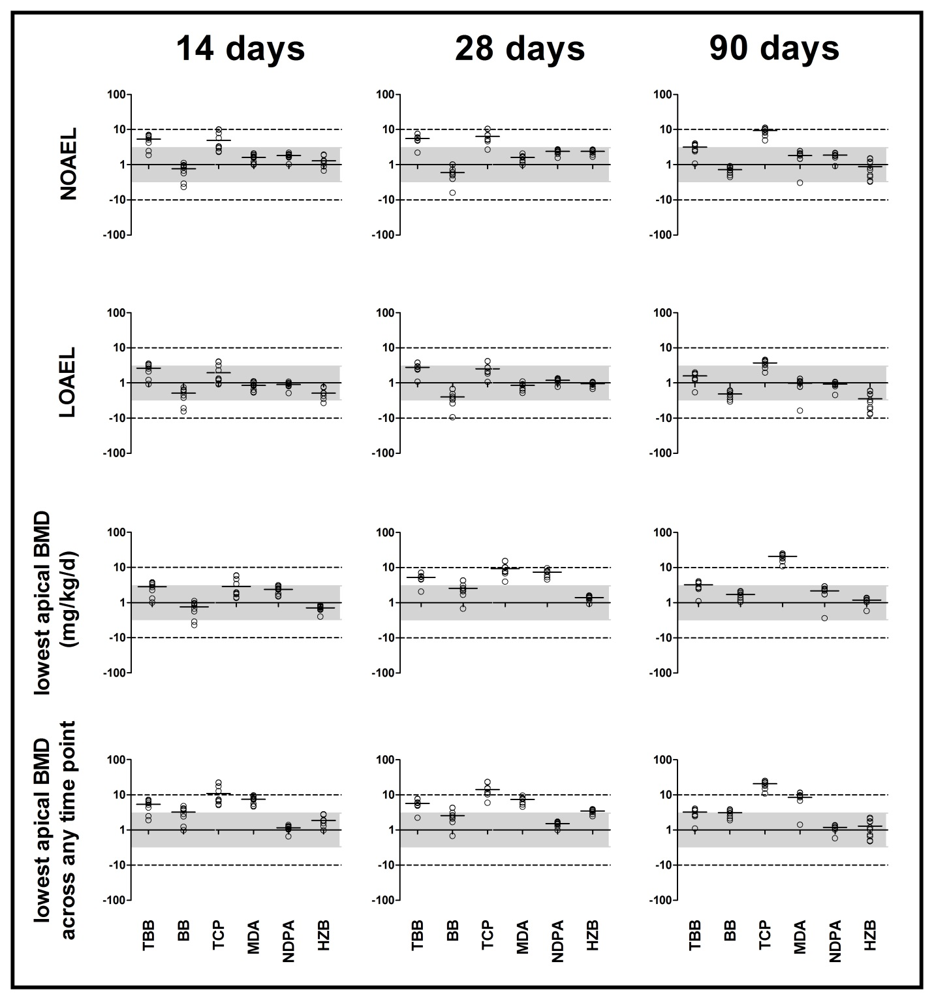 14 days
28 days
90 days
NOAEL
100
10
1
-10
-100
100
10
1
-10
-100
100
10
1
-10
-100
LOAEL
100
10
1
-10
-100
100
10
1
-10
-100
100
10
1
-10
-100
lowest apical BMD
(mg/kg/d)
100
10
1
-10
-100
100
10
1
-10
-100
100
10
1
-10
-100
lowest apical BMD
across any time point
100
10
1
-10
-100
100
10
1
-10
-100
100
10
1
-10
-100
TBB
BB
TCP
MDA
NDPA
HZB
TBB
BB
TCP
MDA
NDPA
HZB
TBB
BB
TCP
MDA
NDPA
HZB